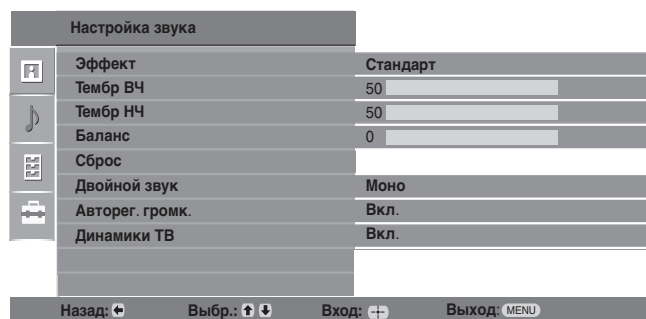 Настройка звука
Эффект Стандарт
Тембр ВЧ 50
Тембр НЧ 50
Баланс 0
Сброс
Двойной звук Моно
Авторег. громк. Вкл.
Динамики ТВ Вкл.
Назад: Выбр.: Вход: Выход: MENU